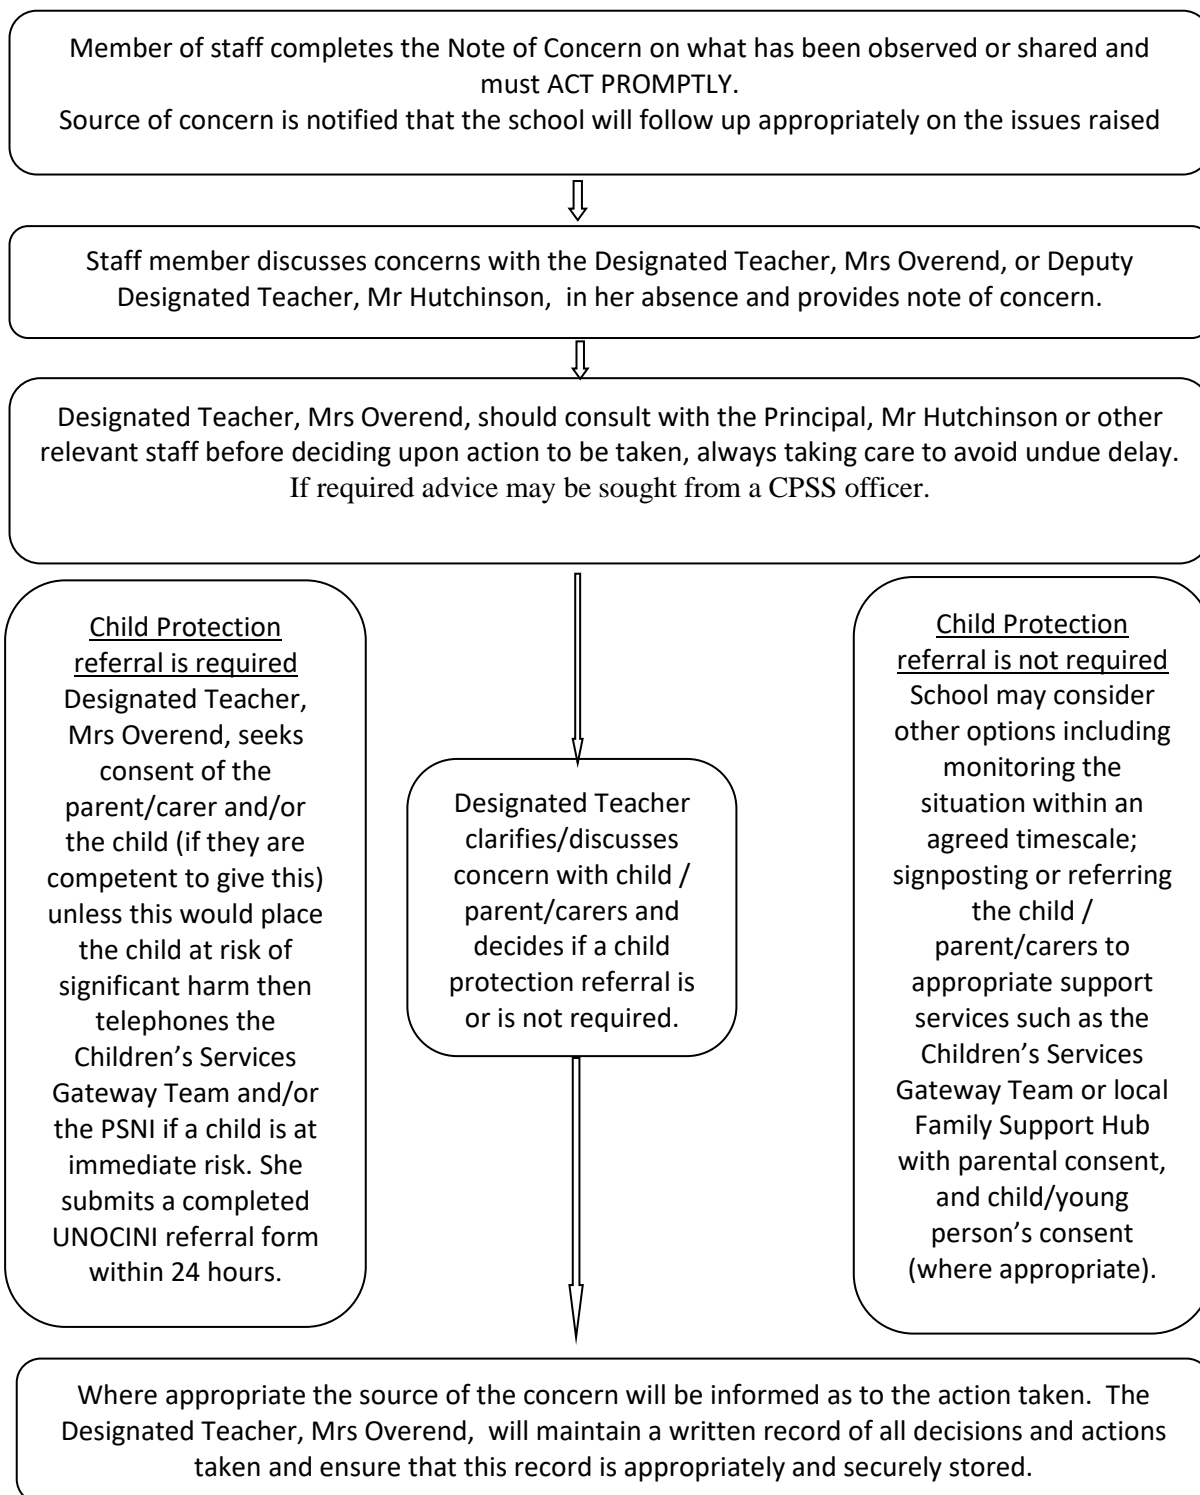 Member of staff completes the Note of Concern on what has been observed or shared and
must ACT PROMPTLY.
Source of concern is notified that the school will follow up appropriately on the issues raised
Staff member discusses concerns with the Designated Teacher, Mrs Overend, or Deputy
Designated Teacher, Mr Hutchinson,  in her absence and provides note of concern.
Designated Teacher, Mrs Overend, should consult with the Principal, Mr Hutchinson or other
relevant staff before deciding upon action to be taken, always taking care to avoid undue delay.
If required advice may be sought from a CPSS officer.
Child Protection
referral is required
Designated Teacher,
Mrs Overend, seeks
consent of the
parent/carer and/or
the child (if they are
competent to give this)
unless this would place
the child at risk of
significant harm then
telephones the
Children’s Services
Gateway Team and/or
the PSNI if a child is at
immediate risk. She
submits a completed
UNOCINI referral form
within 24 hours.
Designated Teacher
clarifies/discusses
concern with child /
parent/carers and
decides if a child
protection referral is
or is not required.
Child Protection
referral is not required
School may consider
other options including
monitoring the
situation within an
agreed timescale;
signposting or referring
the child /
parent/carers to
appropriate support
services such as the
Children’s Services
Gateway Team or local
Family Support Hub
with parental consent,
and child/young
person’s consent
(where appropriate).
Where appropriate the source of the concern will be informed as to the action taken.  The
Designated Teacher, Mrs Overend,  will maintain a written record of all decisions and actions
taken and ensure that this record is appropriately and securely stored.